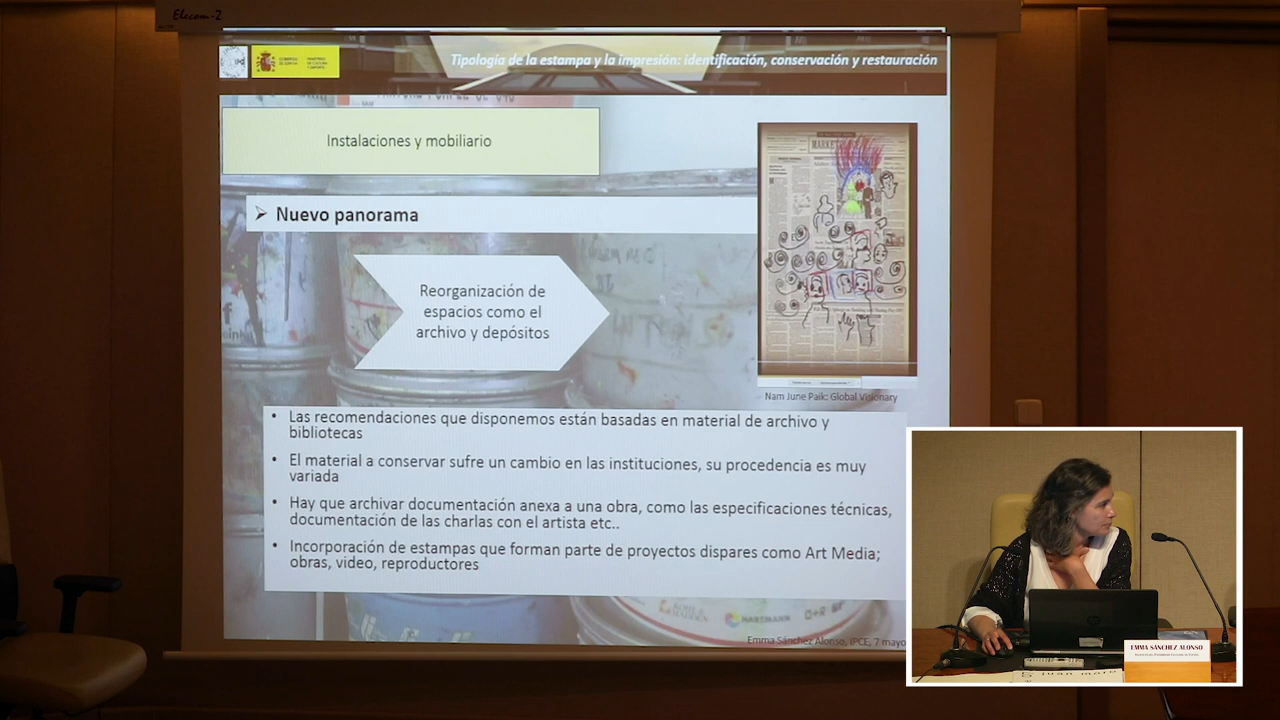 Elecom-2
Tipología de la estampa y la impresión: identificación, conservación y restauración
Instalaciones y mobiliario
MARKET
Nuevo panorama
Reorganización de
espacios como el
archivo y depósitos
Nam June Paik: Global Visionary
• Las recomendaciones que disponemos están basadas en material de archivo y
bibliotecas
• El material a conservar sufre un cambio en las instituciones, su procedencia es muy
variada
• Hay que archivar documentación anexa a una obra, como las especificaciones técnicas,
documentación de las charlas con el artista etc..
• Incorporación de estampas que forman parte de proyectos dispares como Art Media;
obras, video, reproductores
HARTMANN
Emma Sánchez Alonso, IPCE, 7 mayo
EMMA SÁNCHEZ ALONSO